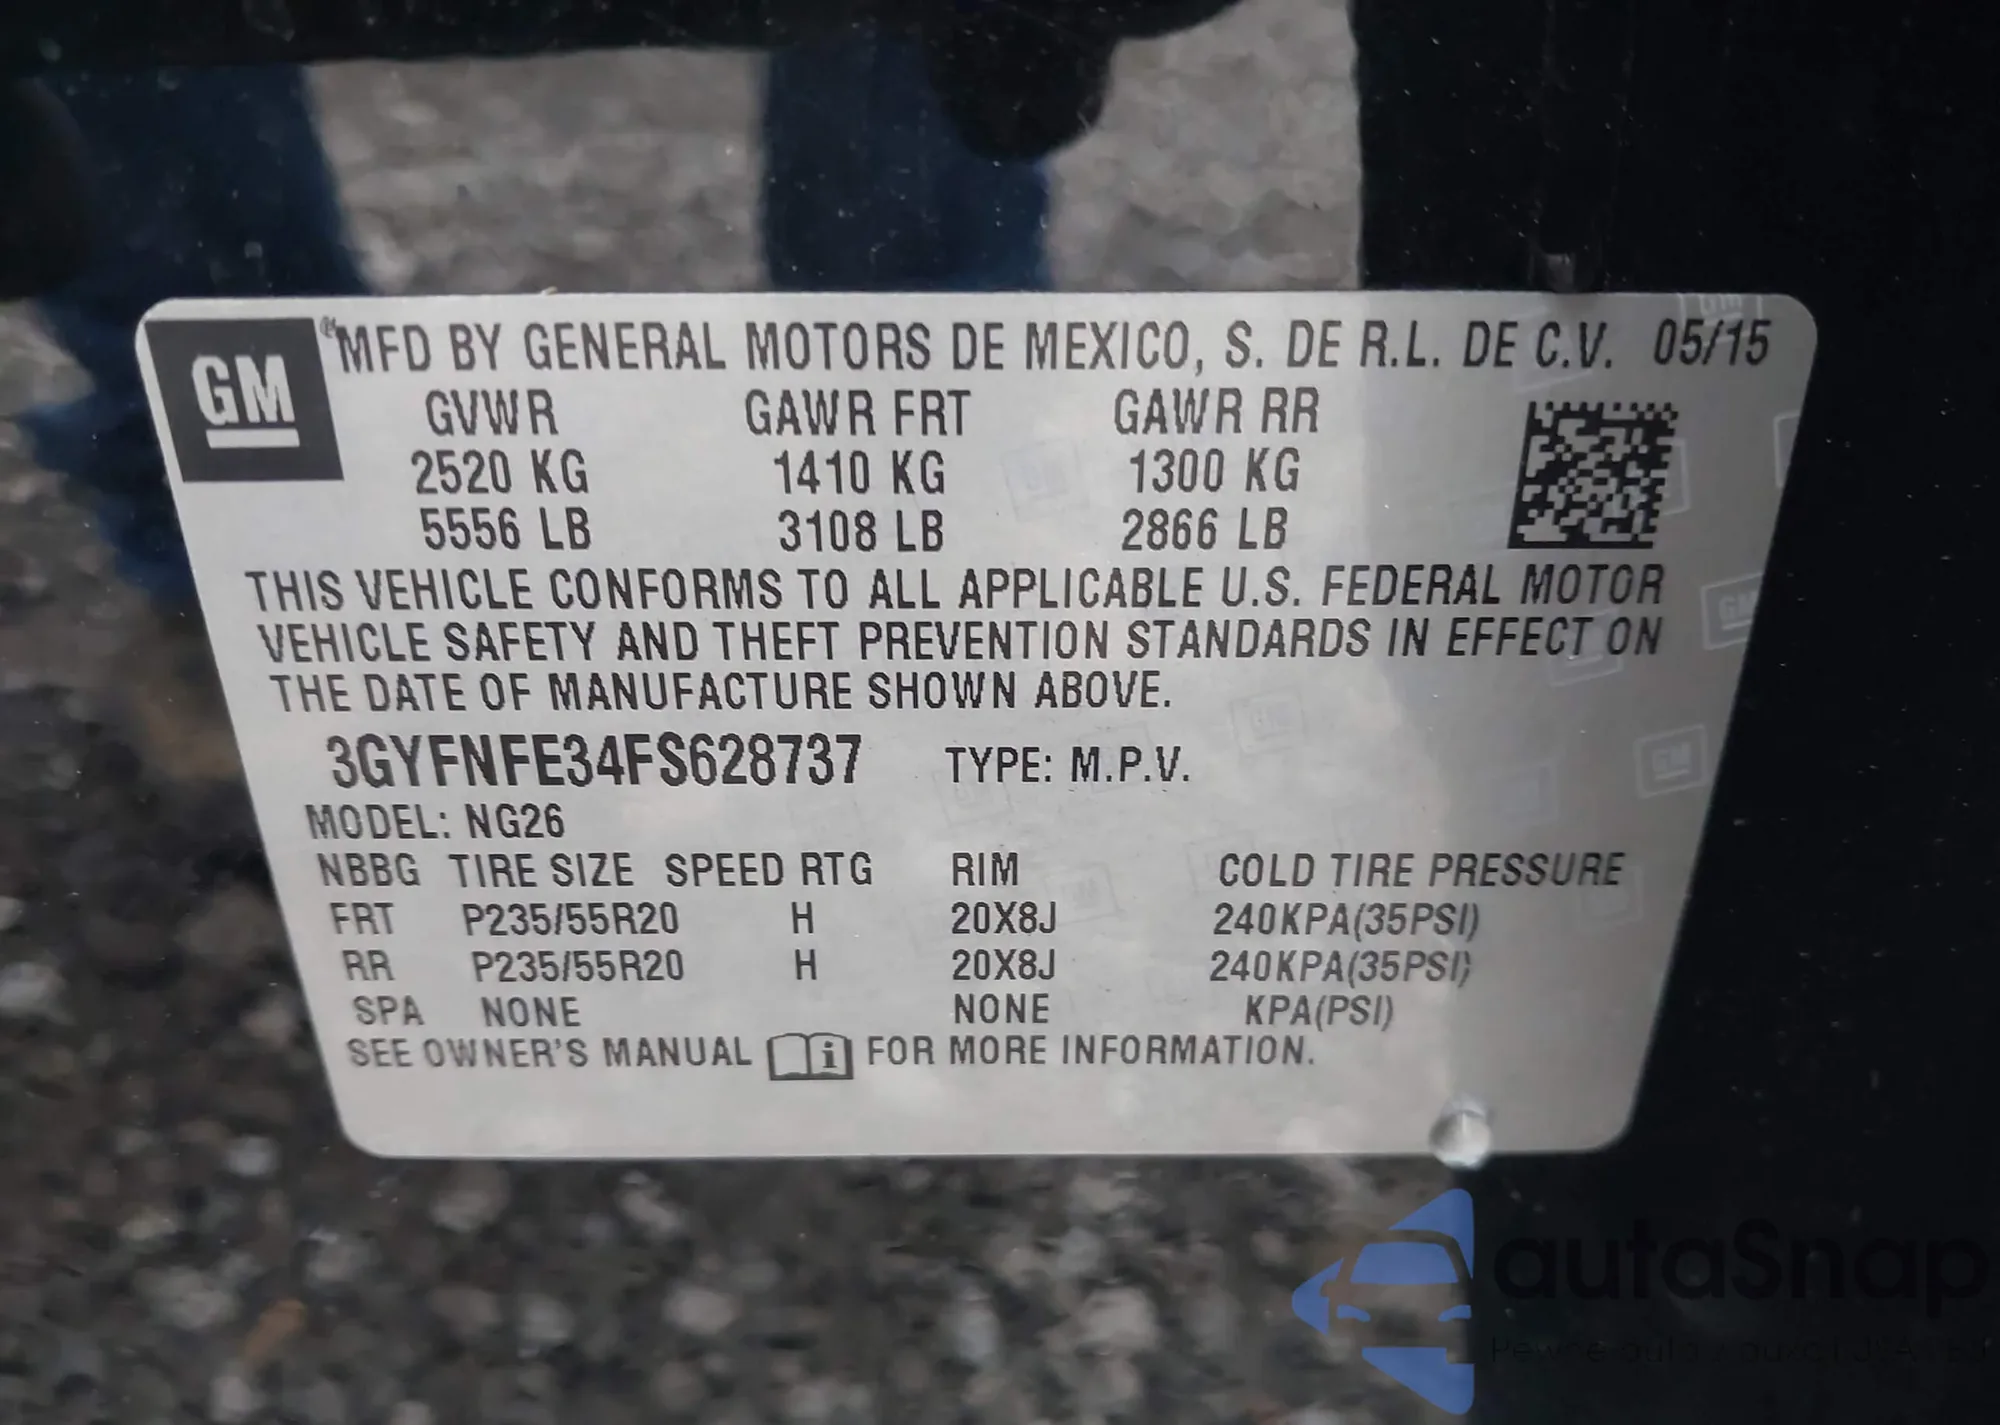 GM
MFD BY GENERAL MOTORS DE MEXICO, S. DE R.L. DE C.V. 05/15
GVWR GAWR FRT GAWR RR
2520 KG 1410 KG 1300 KG
5556 LB 3108 LB 2866 LB
THIS VEHICLE CONFORMS TO ALL APPLICABLE U.S. FEDERAL MOTOR
VEHICLE SAFETY AND THEFT PREVENTION STANDARDS IN EFFECT ON
THE DATE OF MANUFACTURE SHOWN ABOVE.
3GYFNFE34FS628737 TYPE: M.P.V.
MODEL: NG26
NBBG TIRE SIZE SPEED RTG RIM COLD TIRE PRESSURE
FRT P235/55R20 H 20X8J 240KPA(35PSI)
RR P235/55R20 H 20X8J 240KPA(35PSI)
SPA NONE NONE KPA(PSI)
SEE OWNER'S MANUAL i FOR MORE INFORMATION.
autoSnap